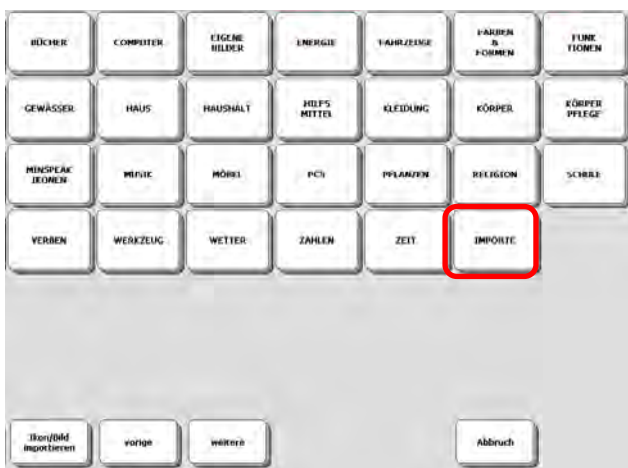 BÜCHER
COMPUTER
EIGENE
BILDER
ENERGIE
FAHRZEUGE
FARBEN
&
FORMEN
FUNK
TIONEN
GEWÄSSER
HAUS
HAUSHALT
HILFS
MITTEL
KLEIDUNG
KÖRPER
KÖRPER
PFLEGE
MINSPEAK
IKONEN
MUSIK
MÖBEL
PCS
PFLANZEN
RELIGION
SCHULE
VERBEN
WERKZEUG
WETTER
ZAHLEN
ZEIT
IMPORTE
Ikon/Bild
importieren
vorige
weitere
Abbruch